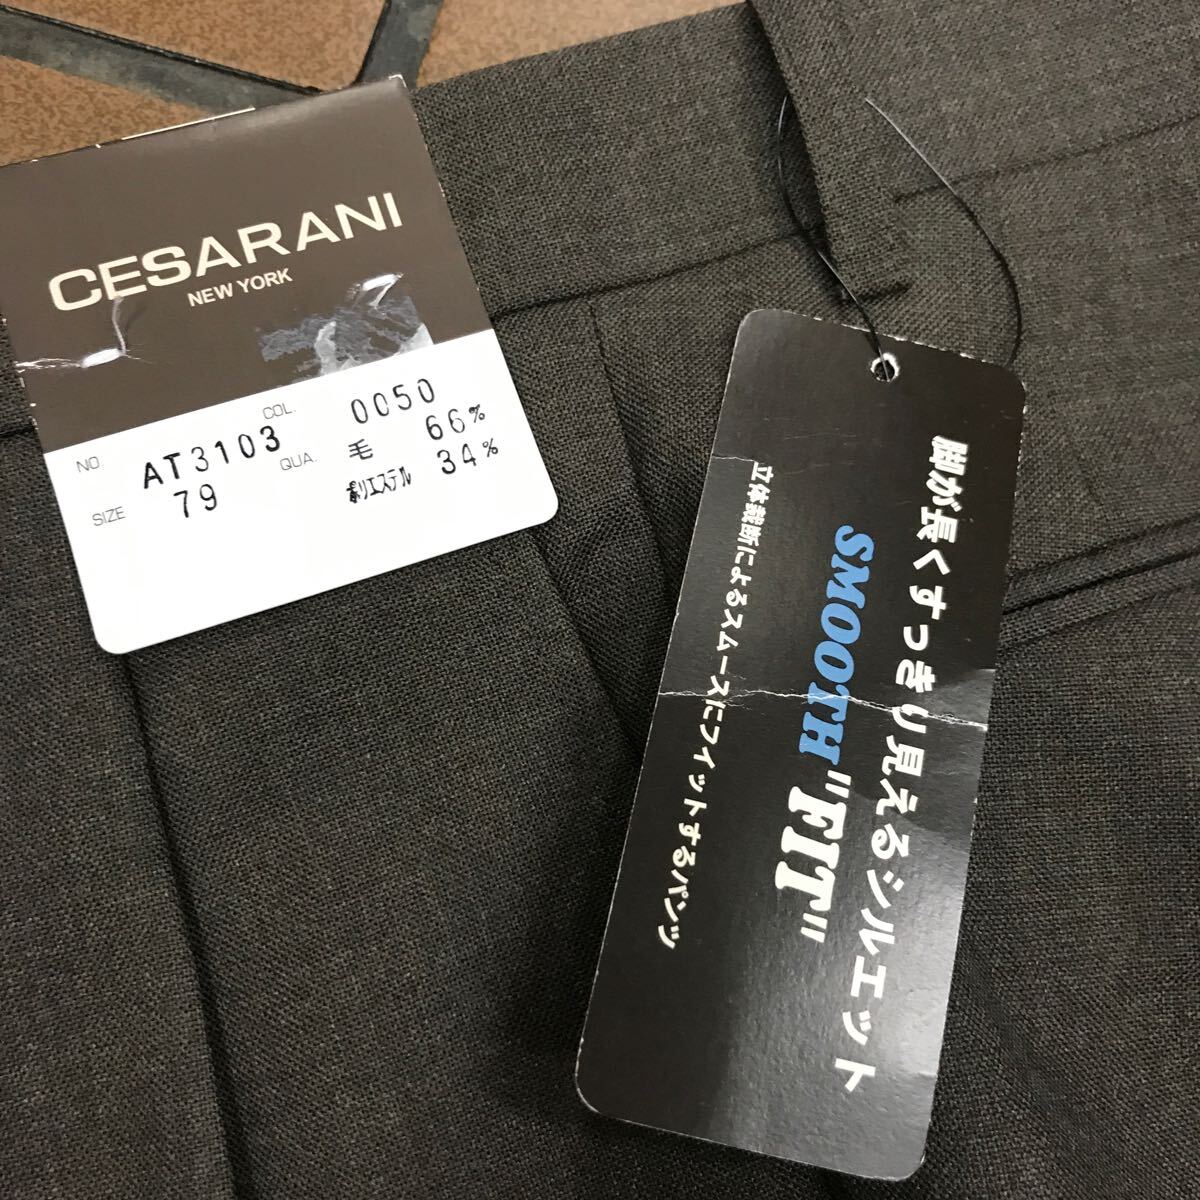 CESARANI
NEW YORK
NO. AT3103 COL. 0050
SIZE 79 QUA. 毛 66%
ポリエステル 34%
脚が長くすっきり見えるシルエット
SMOOTH "FIT"
立体裁断によるスムースにフィットするパンツ